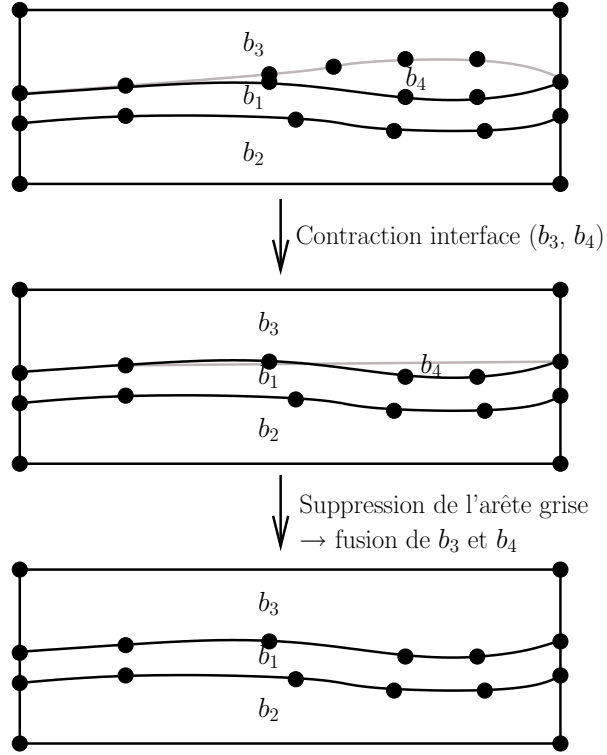 b₃
b₄
b₁
b₂
Contraction interface (b₃, b₄)
b₃
b₄
b₁
b₂
Suppression de l'arête grise
→ fusion de b₃ et b₄
b₃
b₁
b₂